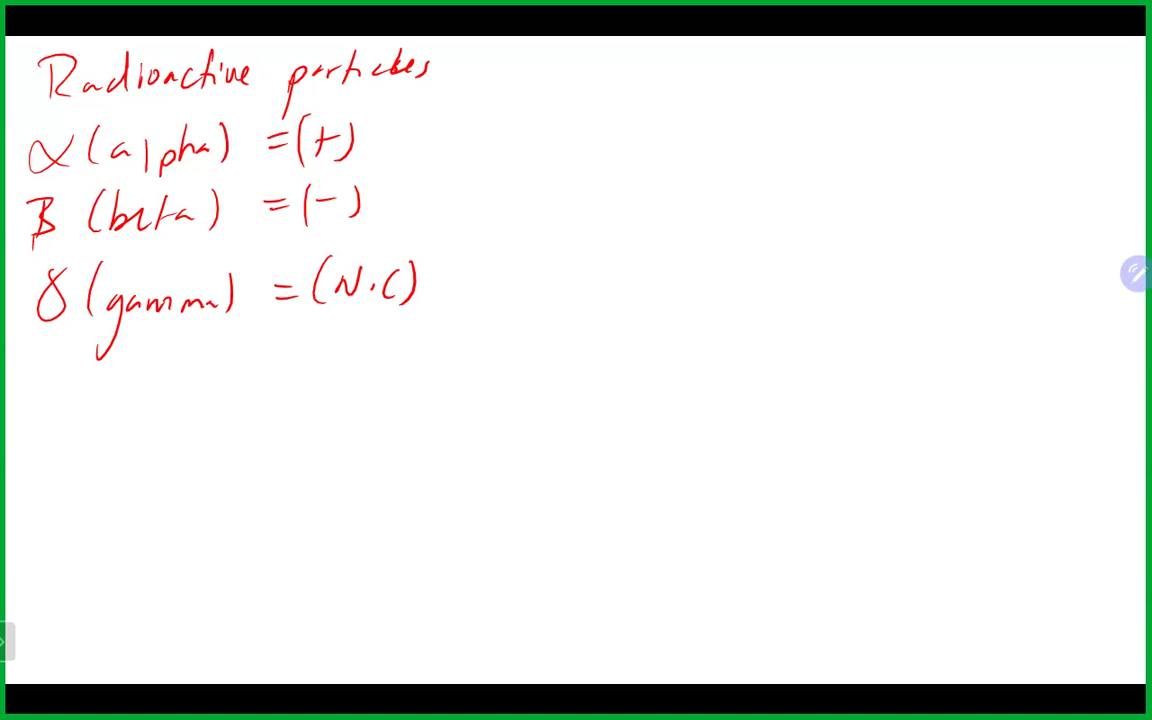 Radioactive particles
α (alpha) = (+)
β (beta) = (-)
γ (gamma) = (N.C)